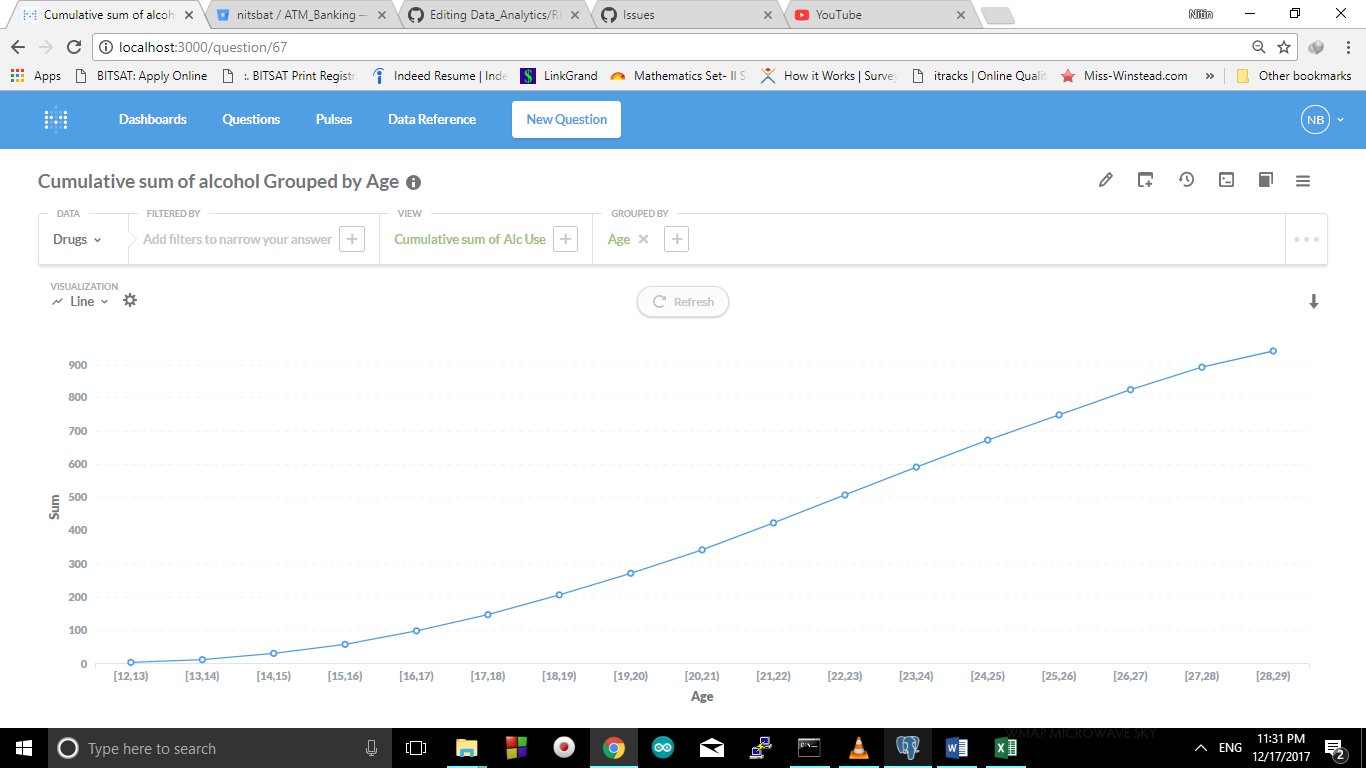 Cumulative sum of alcoh
nitsbat / ATM_Banking —
Editing Data_Analytics/RE
Issues
YouTube
Nitin
localhost:3000/question/67
Apps
BITSAT: Apply Online
:. BITSAT Print Registr
Indeed Resume | Inde
LinkGrand
Mathematics Set- II S
How it Works | Surve
itracks | Online Qualit
Miss-Winstead.com
»
Other bookmarks
Dashboards
Questions
Pulses
Data Reference
New Question
NB
Cumulative sum of alcohol Grouped by Age
DATA
FILTERED BY
VIEW
GROUPED BY
Drugs
Add filters to narrow your answer
Cumulative sum of Alc Use
Age
VISUALIZATION
Line
Refresh
900
800
700
600
500
400
300
200
100
0
Sum
[12,13)
[13,14)
[14,15)
[15,16)
[16,17)
[17,18)
[18,19)
[19,20)
[20,21)
[21,22)
[22,23)
[23,24)
[24,25)
[25,26)
[26,27)
[27,28)
[28,29)
Age
Type here to search
WMAP MICROWAVE SKY
ENG
11:31 PM
12/17/2017
2